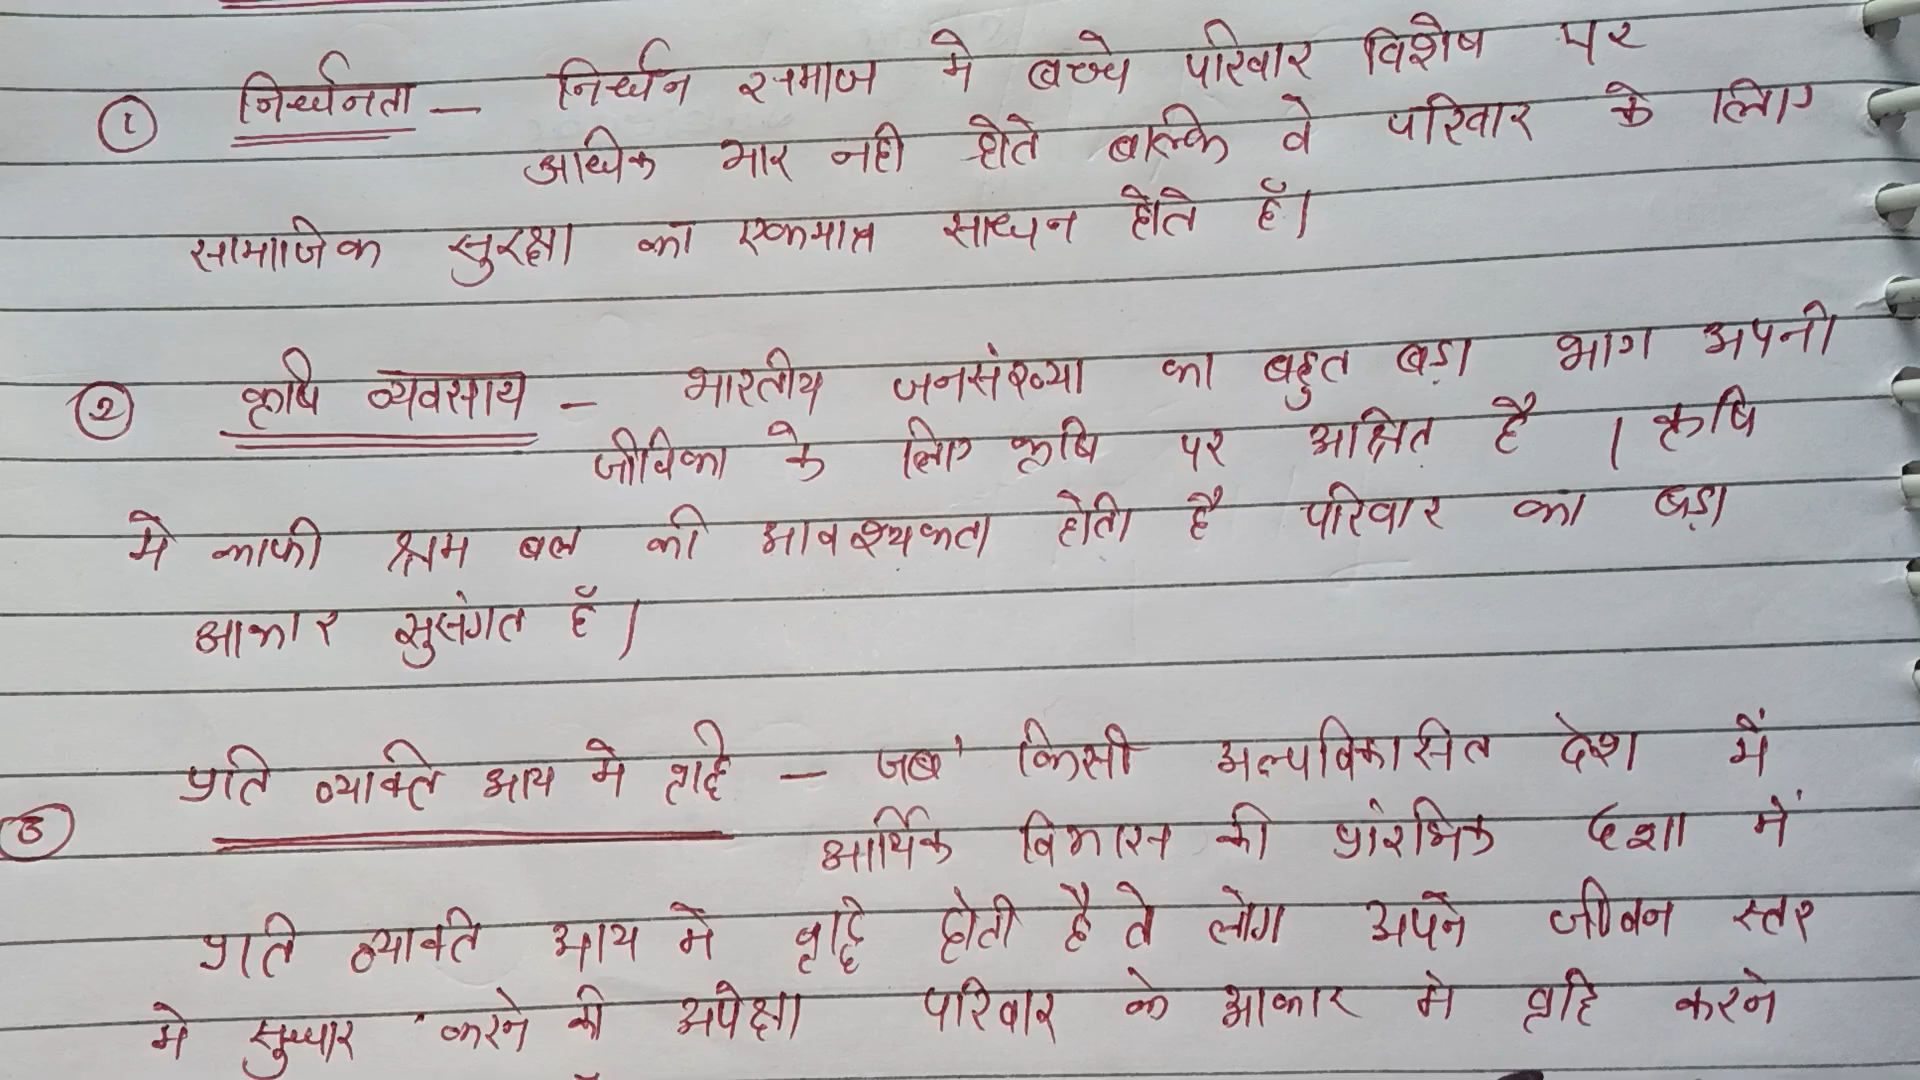 ① निर्धनता — निर्धन समाज मे बच्चे परिवार विशेष पर
अधिक भार नही होते बल्कि वे परिवार के लिए
सामाजिक सुरक्षा का एकमात्र साधन होते हैं।
② कृषि व्यवसाय — भारतीय जनसंख्या का बहुत बड़ा भाग अपनी
जीविका के लिए कृषि पर आश्रित है । कृषि
मे काफी श्रम बल की आवश्यकता होती है परिवार का बड़ा
आकार सुसंगत हैं।
③ प्रति व्यक्ति आय मे वृद्धि — जब किसी अल्पविकासित देश में
आर्थिक विकास की प्रारंभिक दशा में
प्रति व्यक्ति आय में वृद्धि होती है ते लोग अपने जीवन स्तर
मे सुधार करने की अपेक्षा परिवार के आकार मे वृद्धि करने